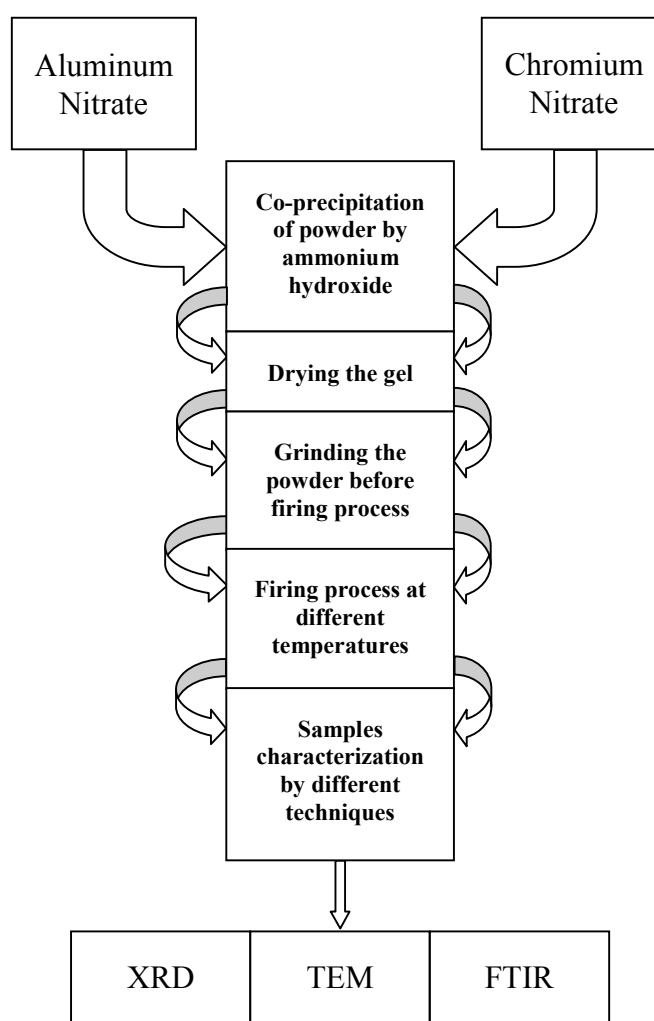 Aluminum
Nitrate
Chromium
Nitrate
Co-precipitation
of powder by
ammonium
hydroxide
Drying the gel
Grinding the
powder before
firing process
Firing process at
different
temperatures
Samples
characterization
by different
techniques
XRD
TEM
FTIR